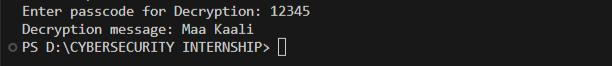 Enter passcode for Decryption: 12345
Decryption message: Maa Kaali
PS D:\CYBERSECURITY INTERNSHIP>